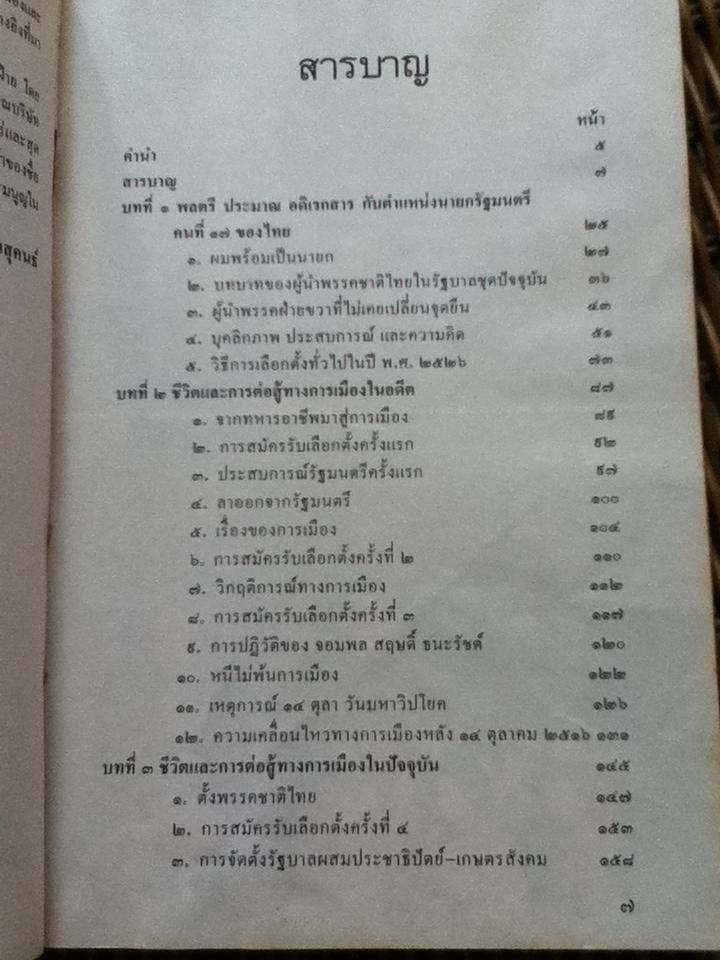 สารบาญ
หน้า
คำนำ ๕
สารบาญ ๗
บทที่ ๑ พลตรี ประมาณ อดิเรกสาร กับตำแหน่งนายกรัฐมนตรี
คนที่ ๑๗ ของไทย ๒๕
๑. ผมพร้อมเป็นนายก ๒๗
๒. บทบาทของผู้นำพรรคชาติไทยในรัฐบาลชุดปัจจุบัน ๓๖
๓. ผู้นำพรรคฝ่ายขวาที่ไม่เคยเปลี่ยนจุดยืน ๔๓
๔. บุคลิกภาพ ประสบการณ์ และความคิด ๕๑
๕. วิธีการเลือกตั้งทั่วไปในปี พ.ศ. ๒๕๒๖ ๗๓
บทที่ ๒ ชีวิตและการต่อสู้ทางการเมืองในอดีต ๘๗
๑. จากทหารอาชีพมาสู่การเมือง ๘๙
๒. การสมัครรับเลือกตั้งครั้งแรก ๙๒
๓. ประสบการณ์รัฐมนตรีครั้งแรก ๙๗
๔. ลาออกจากรัฐมนตรี ๑๐๐
๕. เรื่องของการเมือง ๑๐๔
๖. การสมัครรับเลือกตั้งครั้งที่ ๒ ๑๑๐
๗. วิกฤติการณ์ทางการเมือง ๑๑๒
๘. การสมัครรับเลือกตั้งครั้งที่ ๓ ๑๑๗
๙. การปฏิวัติของ จอมพล สฤษดิ์ ธนะรัชต์ ๑๒๐
๑๐. หนีไม่พ้นการเมือง ๑๒๒
๑๑. เหตุการณ์ ๑๔ ตุลา วันมหาวิปโยค ๑๒๖
๑๒. ความเคลื่อนไหวทางการเมืองหลัง ๑๔ ตุลาคม ๒๕๑๖ ๑๓๑
บทที่ ๓ ชีวิตและการต่อสู้ทางการเมืองในปัจจุบัน ๑๔๕
๑. ตั้งพรรคชาติไทย ๑๔๗
๒. การสมัครรับเลือกตั้งครั้งที่ ๔ ๑๕๓
๓. การจัดตั้งรัฐบาลผสมประชาธิปัตย์–เกษตรสังคม ๑๕๘
๗